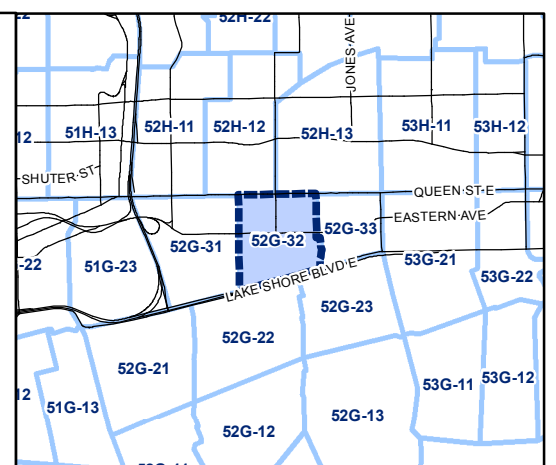 52H-22
JONES AVE
12
51H-13
52H-11
52H-12
52H-13
53H-11
53H-12
SHUTER ST
QUEEN ST E
EASTERN AVE
52G-33
52G-31
52G-32
-22
51G-23
53G-21
LAKE SHORE BLVD E
53G-22
52G-23
52G-22
52G-21
53G-11
53G-12
12
51G-13
52G-13
52G-12